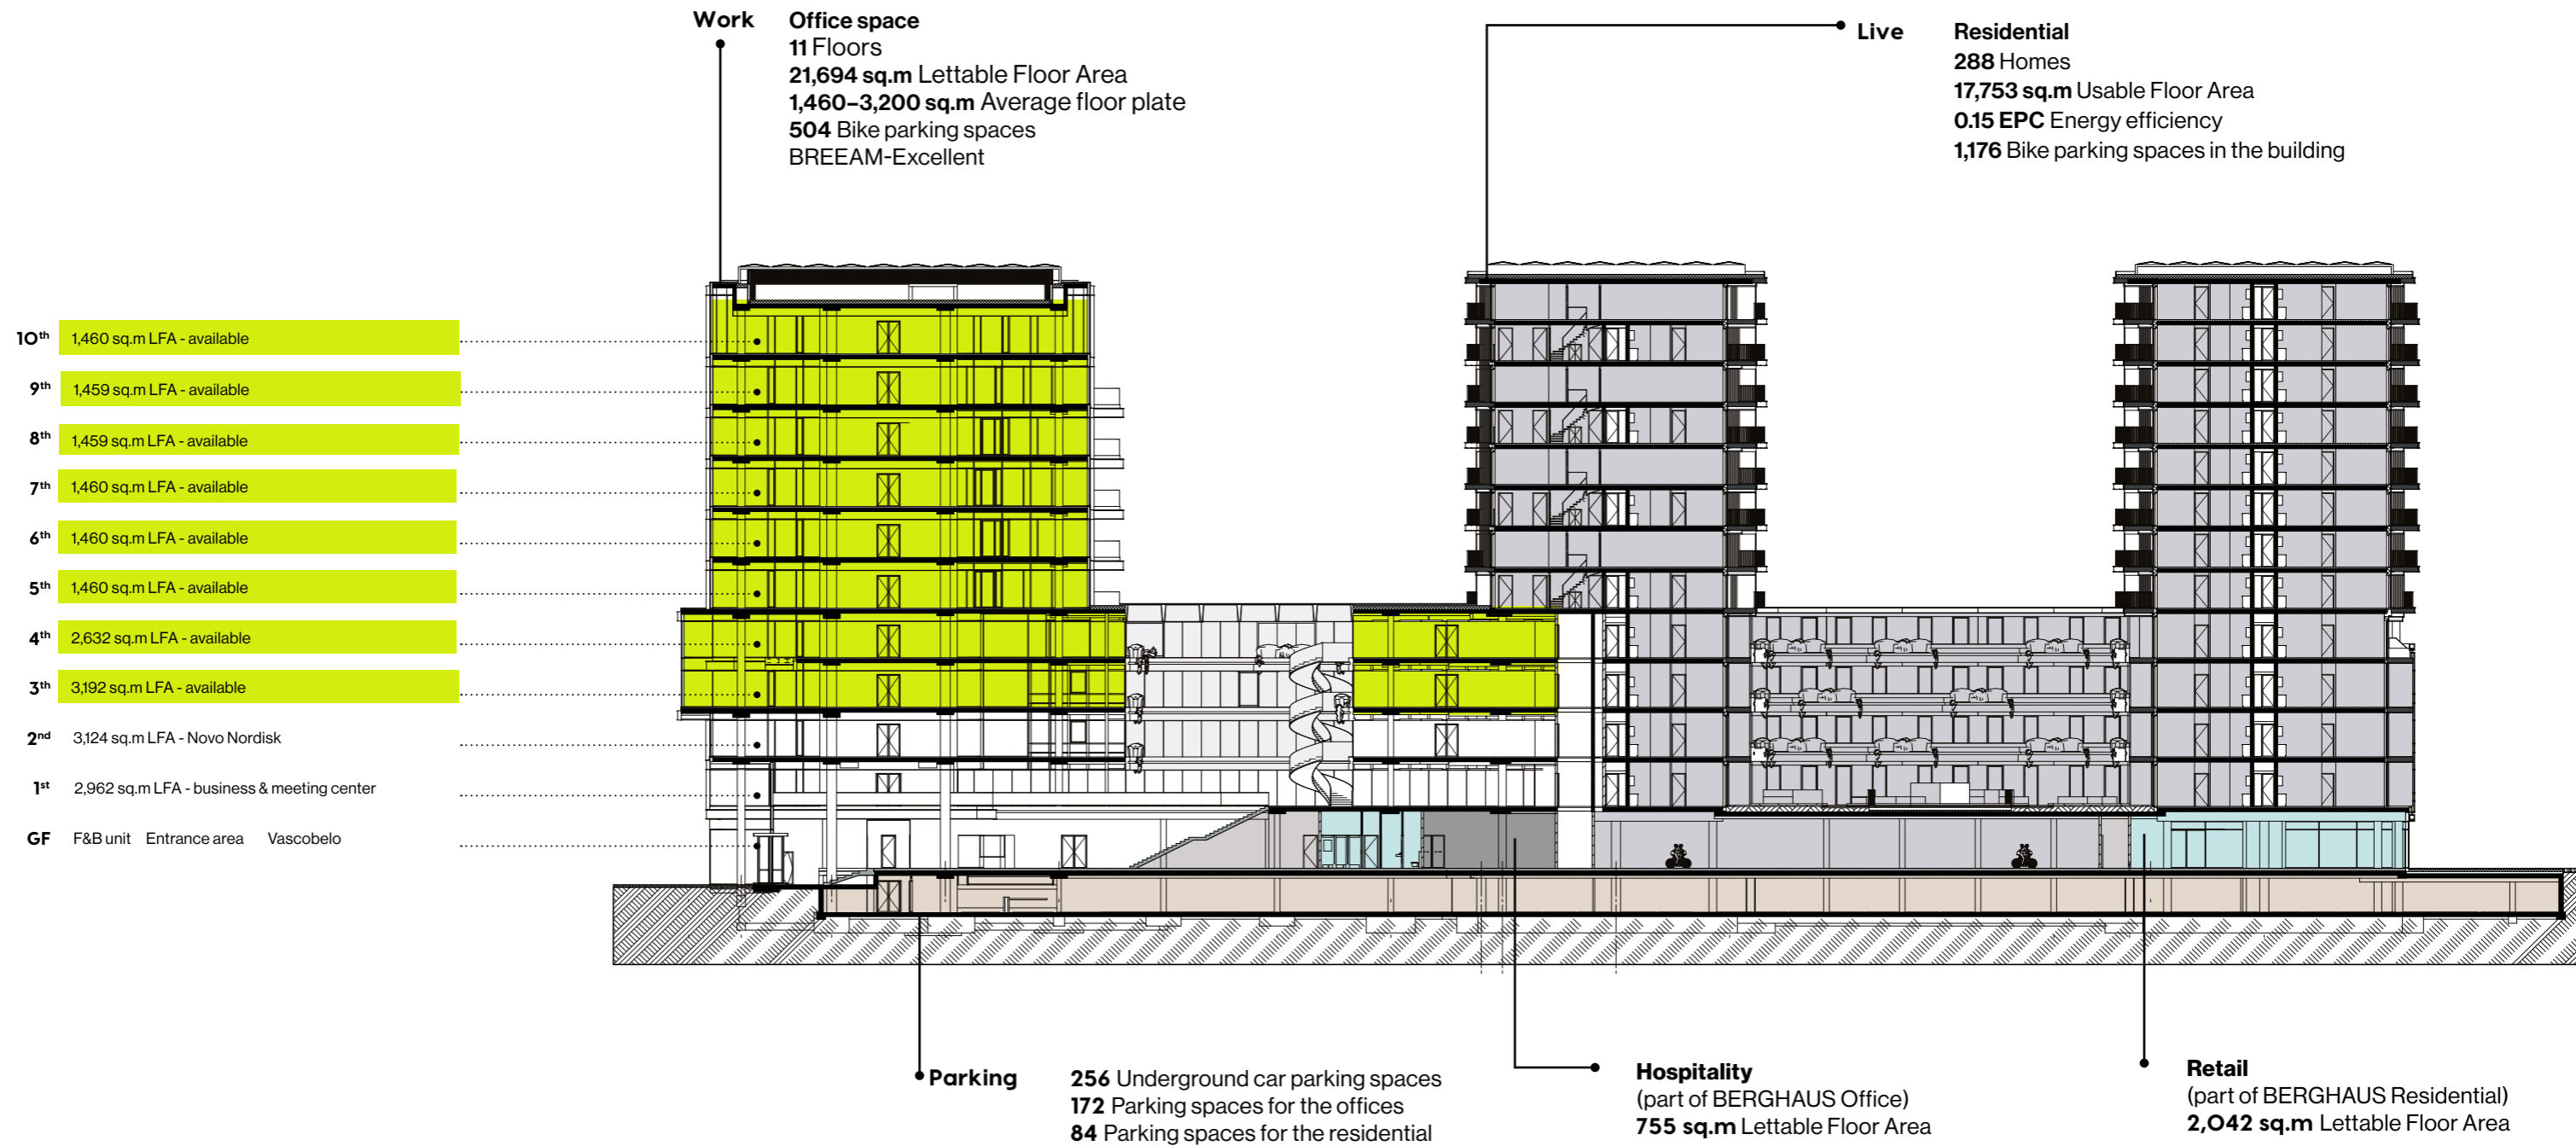 Work
Office space
11 Floors
21,694 sq.m Lettable Floor Area
1,460–3,200 sq.m Average floor plate
504 Bike parking spaces
BREEAM-Excellent
Live
Residential
288 Homes
17,753 sq.m Usable Floor Area
0.15 EPC Energy efficiency
1,176 Bike parking spaces in the building
10th 1,460 sq.m LFA - available
9th 1,459 sq.m LFA - available
8th 1,459 sq.m LFA - available
7th 1,460 sq.m LFA - available
6th 1,460 sq.m LFA - available
5th 1,460 sq.m LFA - available
4th 2,632 sq.m LFA - available
3th 3,192 sq.m LFA - available
2nd 3,124 sq.m LFA - Novo Nordisk
1st 2,962 sq.m LFA - business & meeting center
GF F&B unit Entrance area Vascobelo
Parking
256 Underground car parking spaces
172 Parking spaces for the offices
84 Parking spaces for the residential
Hospitality
(part of BERGHAUS Office)
755 sq.m Lettable Floor Area
Retail
(part of BERGHAUS Residential)
2,042 sq.m Lettable Floor Area